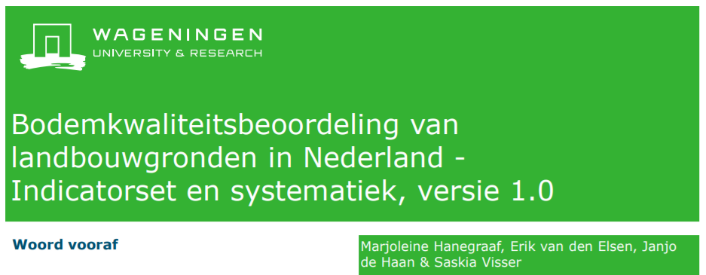 WAGENINGEN
UNIVERSITY & RESEARCH
Bodemkwaliteitsbeoordeling van
landbouwgronden in Nederland -
Indicatorset en systematiek, versie 1.0
Woord vooraf
Marjoleine Hanegraaf, Erik van den Elsen, Janjo
de Haan & Saskia Visser